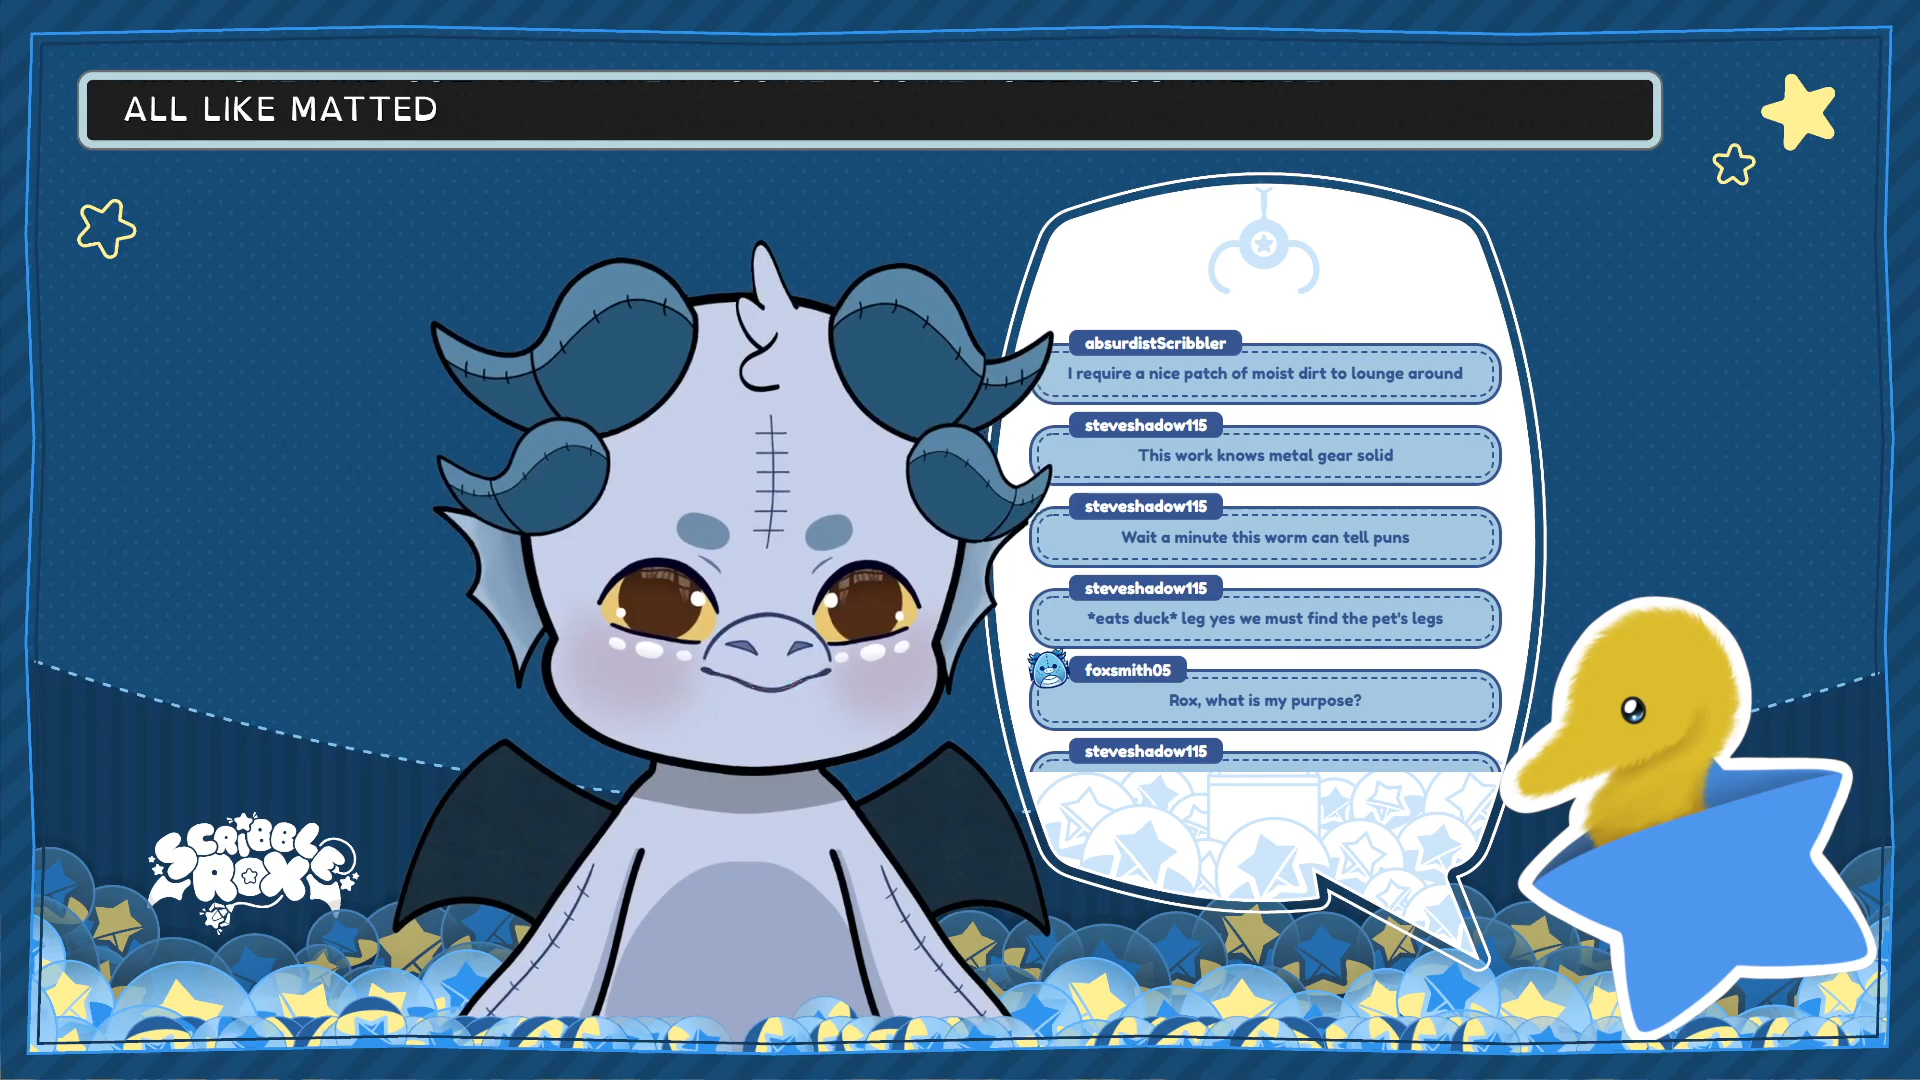 ALL LIKE MATTED
absurdistScribbler
I require a nice patch of moist dirt to lounge around
steveshadow115
This work knows metal gear solid
steveshadow115
Wait a minute this worm can tell puns
steveshadow115
*eats duck* leg yes we must find the pet's legs
foxsmith05
Rox, what is my purpose?
steveshadow115
SCRIBBLE
ROX